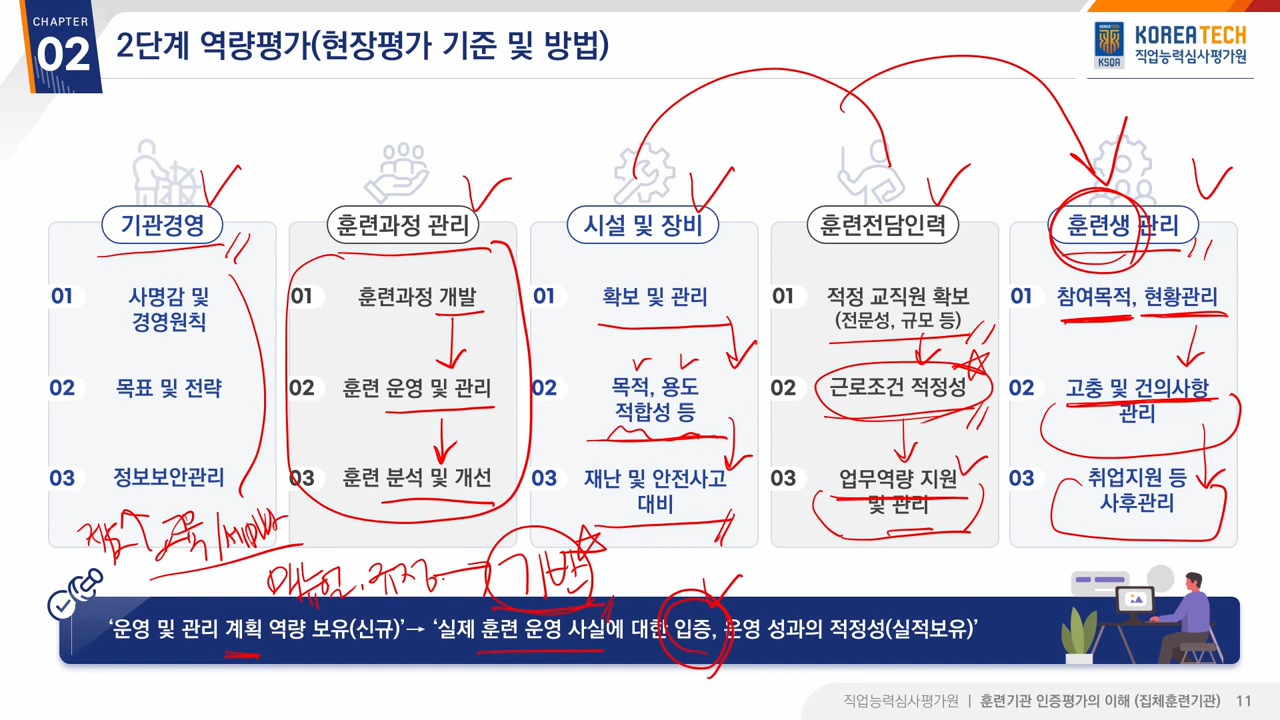 CHAPTER
02
2단계 역량평가(현장평가 기준 및 방법)
KSQA
KOREATECH
직업능력심사평가원
기관경영
01 사명감 및
경영원칙
02 목표 및 전략
03 정보보안관리
훈련과정 관리
01 훈련과정 개발
02 훈련 운영 및 관리
03 훈련 분석 및 개선
시설 및 장비
01 확보 및 관리
02 목적, 용도
적합성 등
03 재난 및 안전사고
대비
훈련전담인력
01 적정 교직원 확보
(전문성, 규모 등)
02 근로조건 적정성
03 업무역량 지원
및 관리
훈련생 관리
01 참여목적, 현황관리
02 고충 및 건의사항
관리
03 취업지원 등
사후관리
기반
‘운영 및 관리 계획 역량 보유(신규)’→ ‘실제 훈련 운영 사실에 대한 입증, 운영 성과의 적정성(실적보유)’
직업능력심사평가원 | 훈련기관 인증평가의 이해 (집체훈련기관) 11